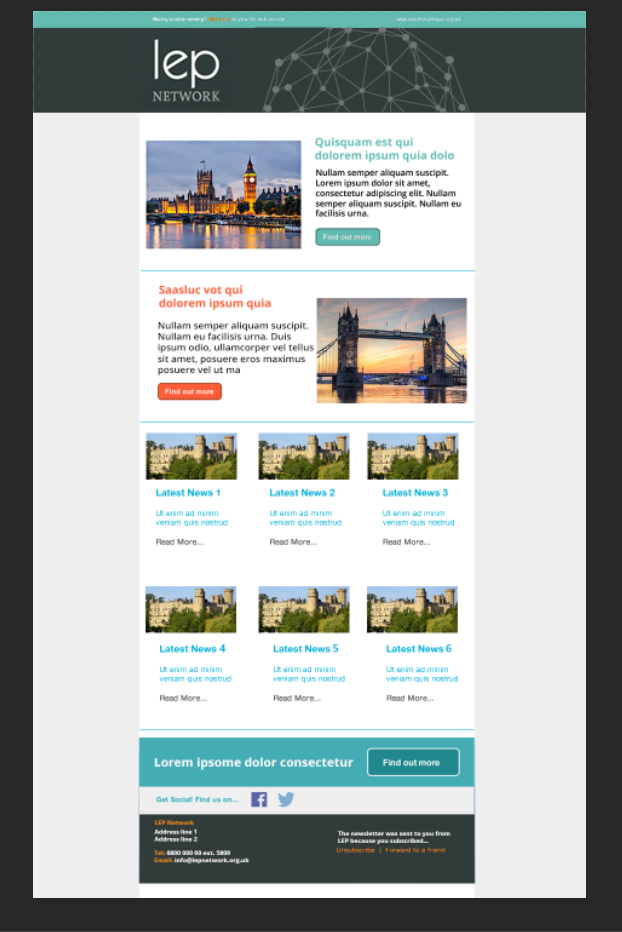 Having trouble viewing?
to view the web version
lep
NETWORK
Quisquam est qui
dolorem ipsum quia dolo
Nullam semper aliquam suscipit.
Lorem ipsum dolor sit amet,
consectetur adipiscing elit. Nullam
semper aliquam suscipit. Nullam eu
facilisis urna.
Find out more
Saasluc vot qui
dolorem ipsum quia
Nullam semper aliquam suscipit.
Nullam eu facilisis urna. Duis
ipsum odio, ullamcorper vel tellus
sit amet, posuere eros maximus
posuere vel ut ma
Find out more
Latest News 1
Ut enim ad minim
veniam quis nostrud
Read More...
Latest News 2
Ut enim ad minim
veniam quis nostrud
Read More...
Latest News 3
Ut enim ad minim
veniam quis nostrud
Read More...
Latest News 4
Ut enim ad minim
veniam quis nostrud
Read More...
Latest News 5
Ut enim ad minim
veniam quis nostrud
Read More...
Latest News 6
Ut enim ad minim
veniam quis nostrud
Read More...
Lorem ipsome dolor consectetur
Find out more
Get Social! Find us on...
LEP Network
Address line 1
Address line 2
Tel: 0800 000 00 ext. 5809
Email: info@lepnetwork.org.uk
The newsletter was sent to you from
LEP because you subscribed...
Unsubscribe | Forward to a friend